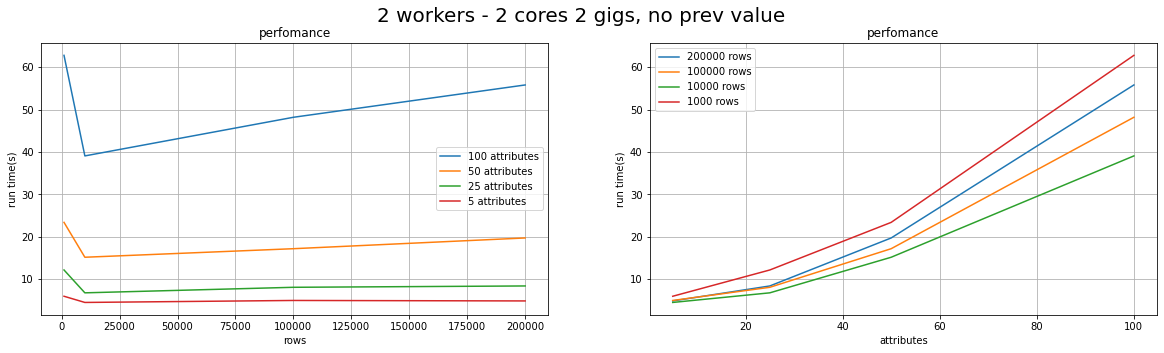 2 workers - 2 cores 2 gigs, no prev value
perfomance
60
50
40
30
20
10
run time(s)
0
25000
50000
75000
100000
125000
150000
175000
200000
rows
100 attributes
50 attributes
25 attributes
5 attributes
perfomance
60
50
40
30
20
10
run time(s)
20
40
60
80
100
attributes
200000 rows
100000 rows
10000 rows
1000 rows